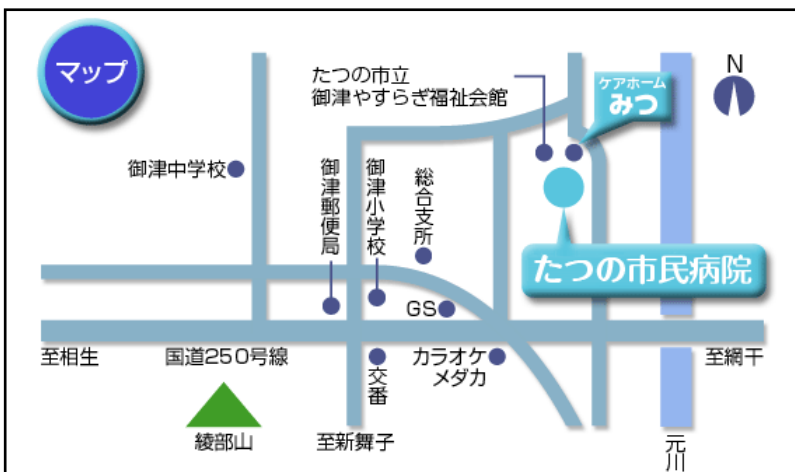 マップ
たつの市立
御津やすらぎ福祉会館
ケアホーム
みつ
N
御津中学校
御津郵便局
御津小学校
総合支所
たつの市民病院
GS
至相生
国道250号線
交番
カラオケ
メダカ
至網干
綾部山
至新舞子
元川